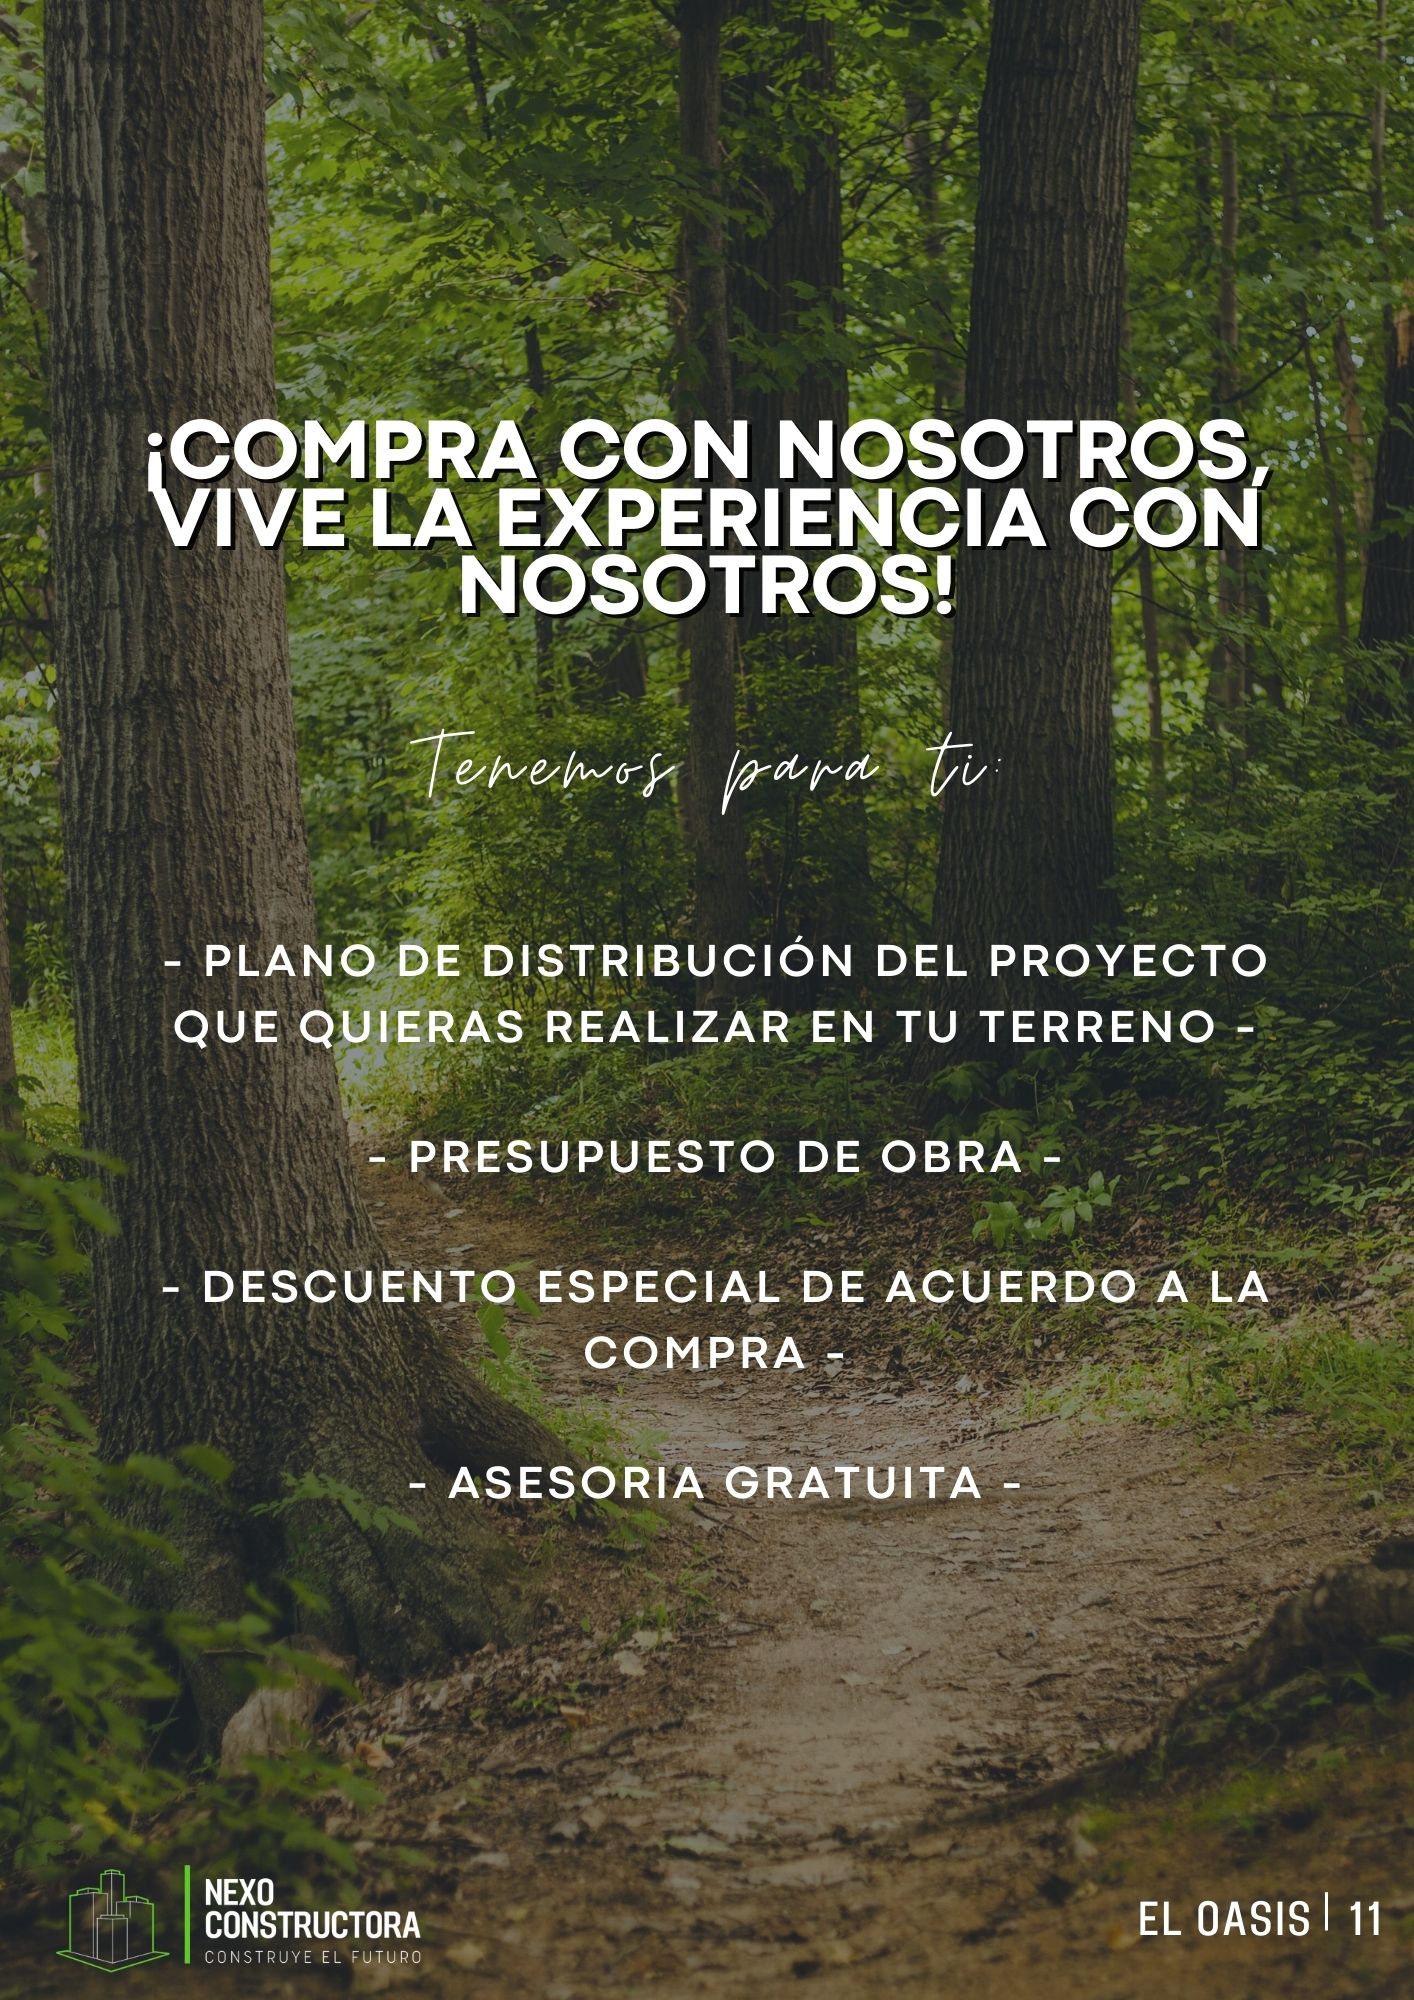 ¡COMPRA CON NOSOTROS,
VIVE LA EXPERIENCIA CON
NOSOTROS!
Tenemos para ti:
- PLANO DE DISTRIBUCIÓN DEL PROYECTO
QUE QUIERAS REALIZAR EN TU TERRENO -
- PRESUPUESTO DE OBRA -
- DESCUENTO ESPECIAL DE ACUERDO A LA
COMPRA -
- ASESORIA GRATUITA -
NEXO
CONSTRUCTORA
CONSTRUYE EL FUTURO
EL OASIS | 11